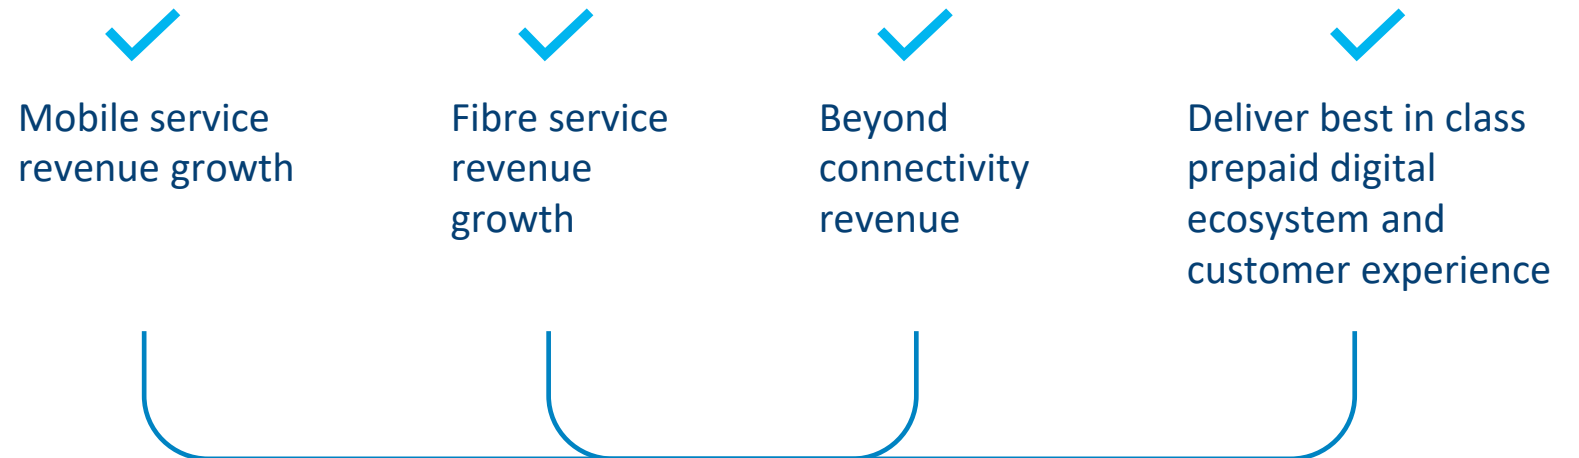 Mobile service
revenue growth
Fibre service
revenue
growth
Beyond
connectivity
revenue
Deliver best in class
prepaid digital
ecosystem and
customer experience